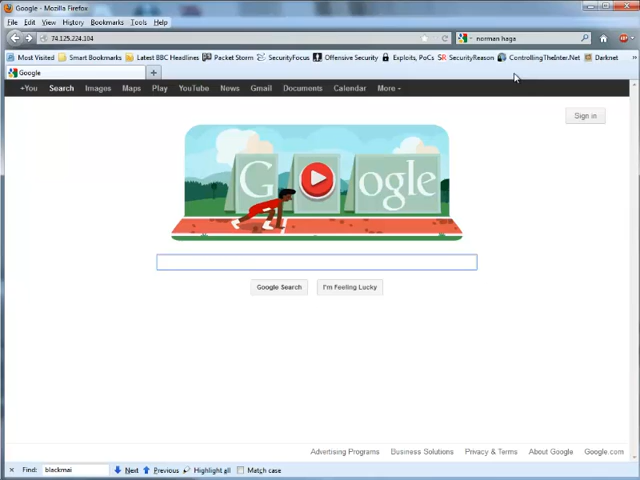 Google - Mozilla Firefox
File Edit View History Bookmarks Tools Help
74.125.224.104
norman haga
Most Visited Smart Bookmarks Latest BBC Headlines Packet Storm SecurityFocus Offensive Security Exploits, PoCs SR SecurityReason ControllingTheInter.Net Darknet »
Google
+You Search Images Maps Play YouTube News Gmail Documents Calendar More
Sign in
G ogle
Google Search I'm Feeling Lucky
Advertising Programs Business Solutions Privacy & Terms About Google Google.com
Find: blackmai Next Previous Highlight all Match case